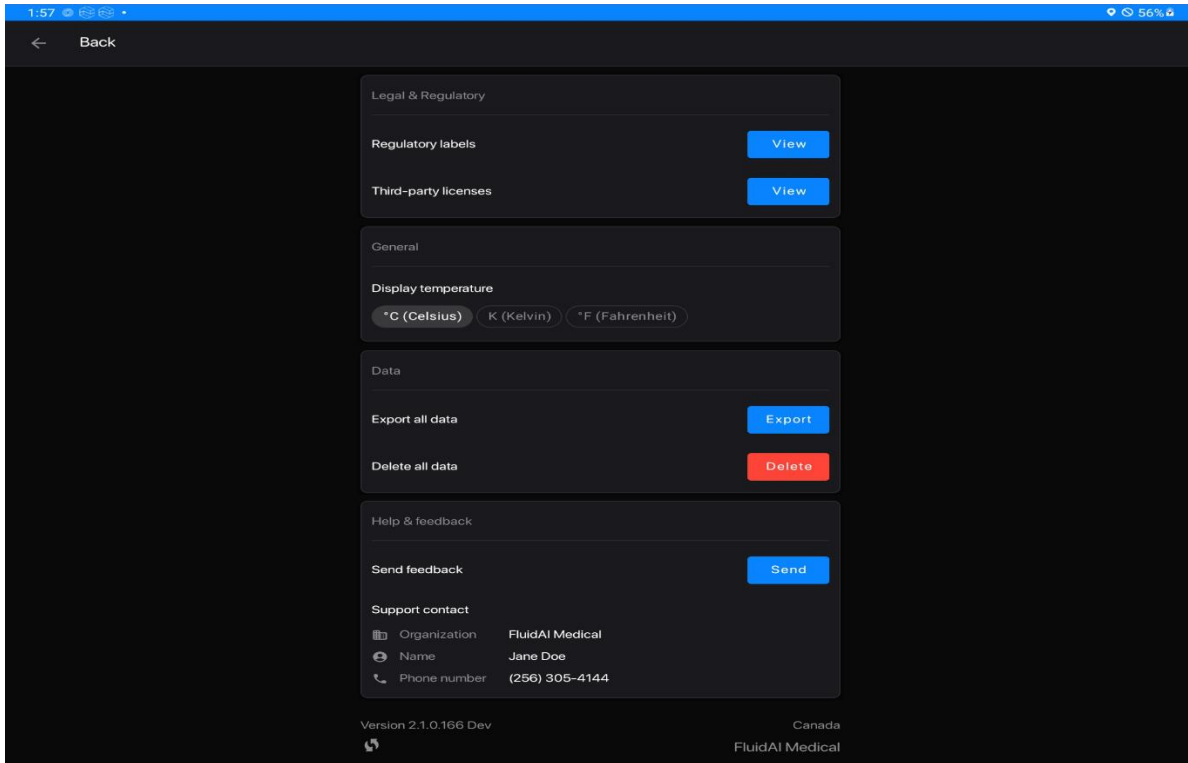 1:57 56%
Back
Legal & Regulatory
Regulatory labels View
Third-party licenses View
General
Display temperature
°C (Celsius) K (Kelvin) °F (Fahrenheit)
Data
Export all data Export
Delete all data Delete
Help & feedback
Send feedback Send
Support contact
Organization FluidAI Medical
Name Jane Doe
Phone number (256) 305-4144
Version 2.1.0.166 Dev Canada
FluidAI Medical